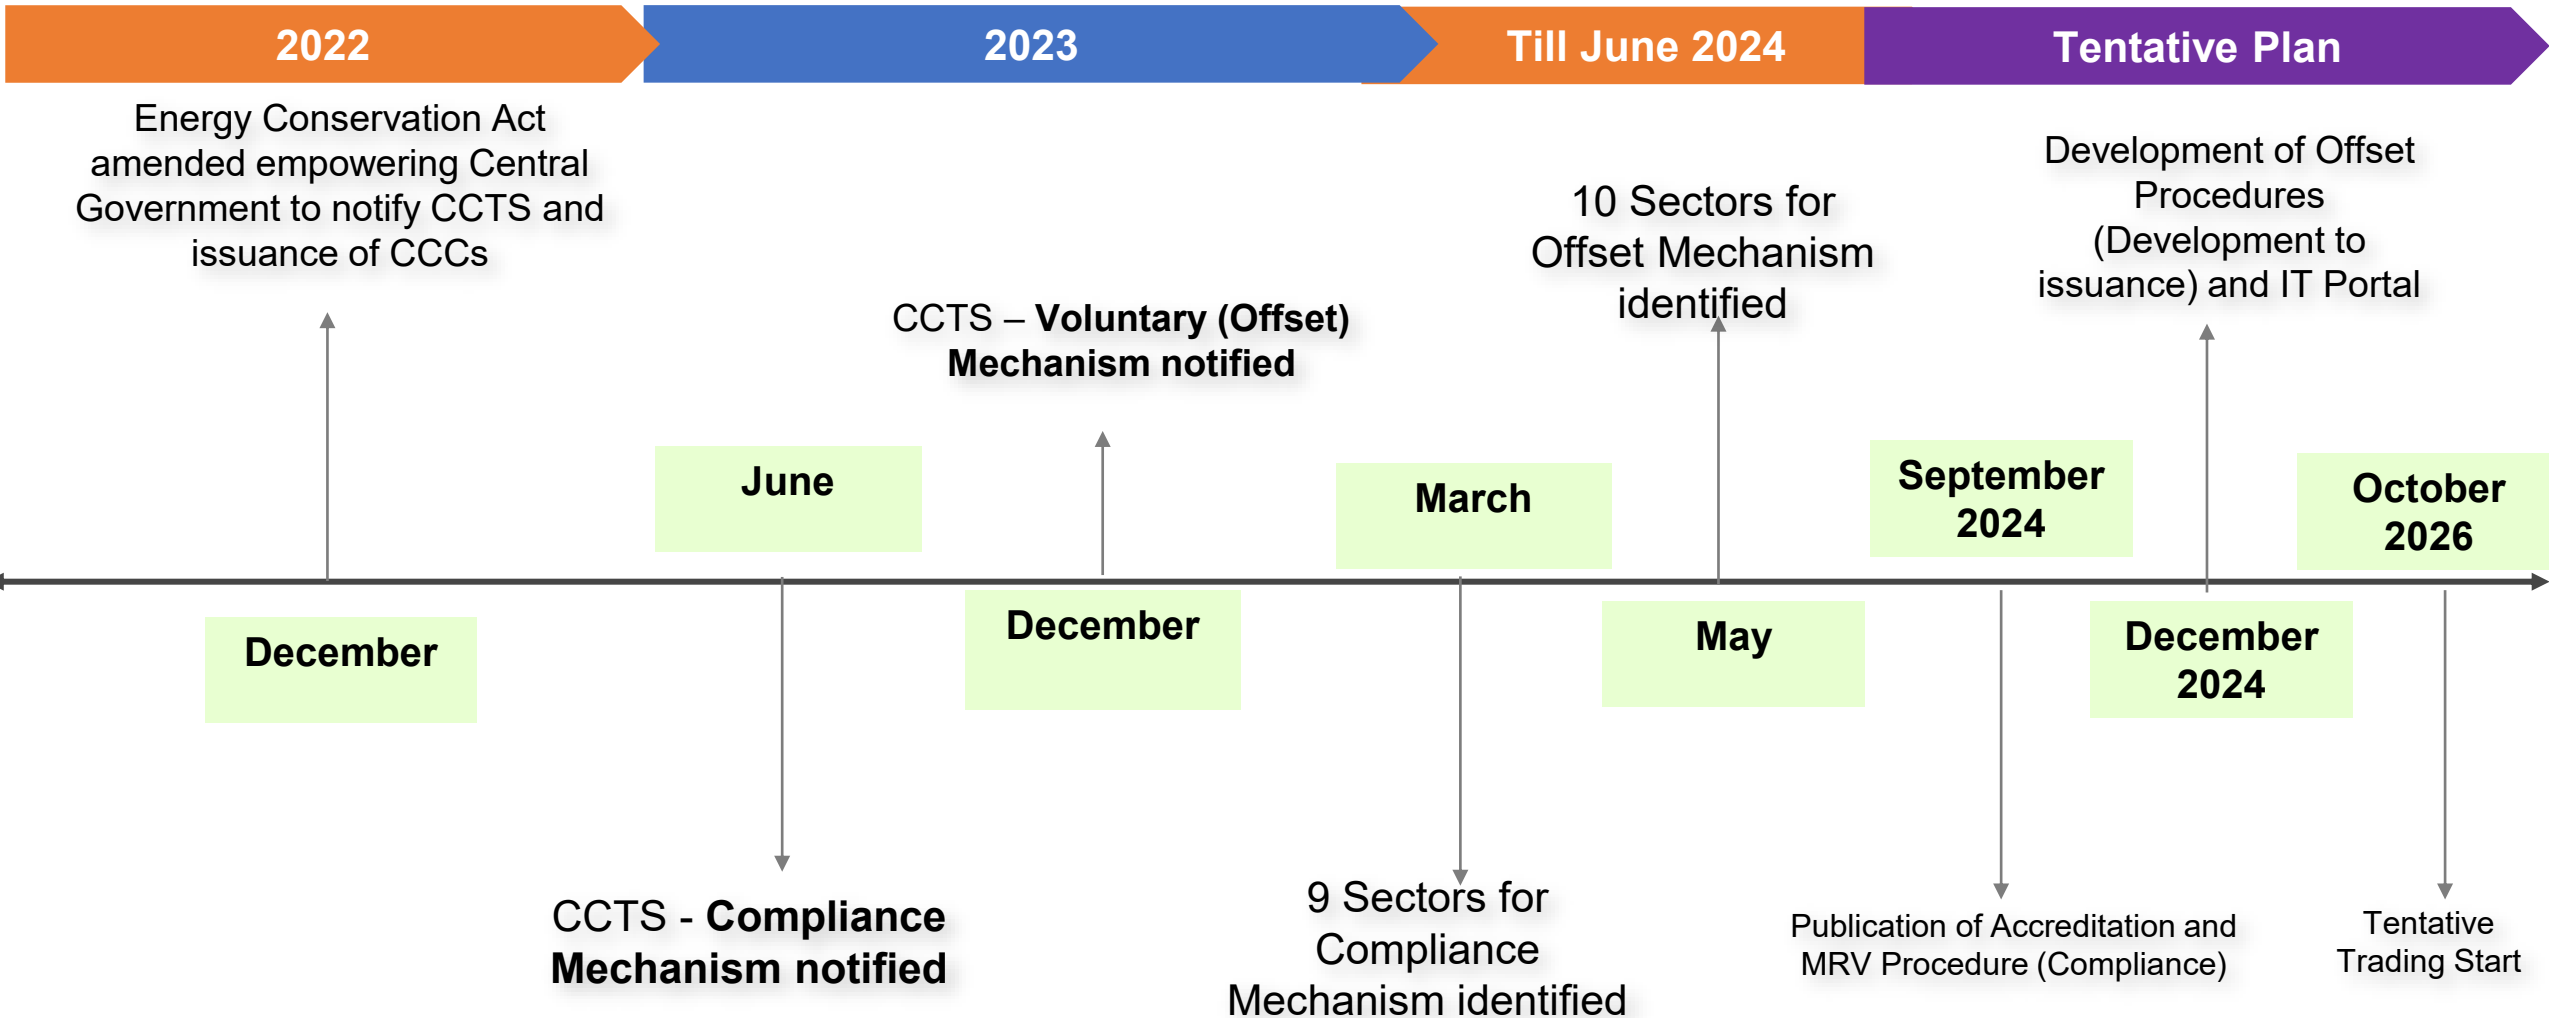 2022
2023
Till June 2024
Tentative Plan
Energy Conservation Act
amended empowering Central
Government to notify CCTS and
issuance of CCCs
CCTS – Voluntary (Offset)
Mechanism notified
10 Sectors for
Offset Mechanism
identified
Development of Offset
Procedures
(Development to
issuance) and IT Portal
June
March
September
2024
October
2026
December
December
May
December
2024
CCTS - Compliance
Mechanism notified
9 Sectors for
Compliance
Mechanism identified
Publication of Accreditation and
MRV Procedure (Compliance)
Tentative
Trading Start